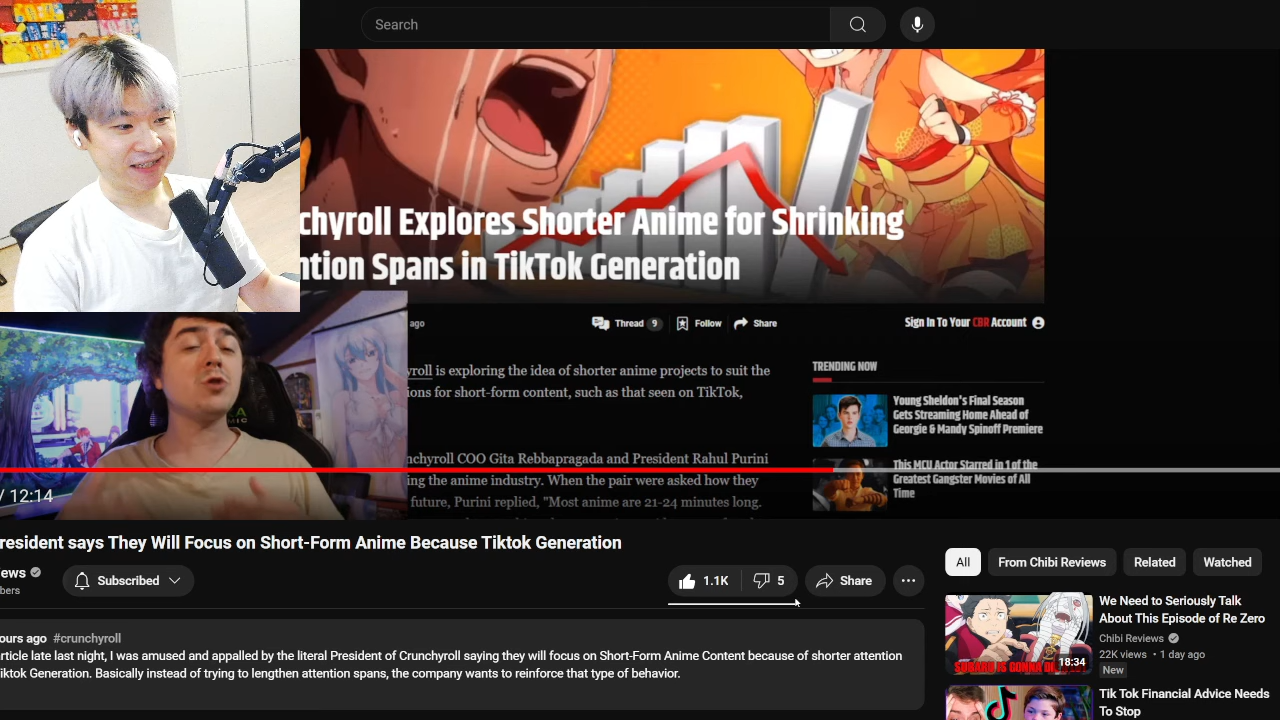 Search
chyroll Explores Shorter Anime for Shrinking
ntion Spans in TikTok Generation
ago
Thread 9
Follow
Share
Sign In To Your CBR Account
yroll is exploring the idea of shorter anime projects to suit the
ions for short-form content, such as that seen on TikTok,
nchyroll COO Gita Rebbapragada and President Rahul Purini
ing the anime industry. When the pair were asked how they
future, Purini replied, "Most anime are 21-24 minutes long.
TRENDING NOW
Young Sheldon's Final Season
Gets Streaming Home Ahead of
Georgie & Mandy Spinoff Premiere
This MCU Actor Starred in 1 of the
Greatest Gangster Movies of All
Time
/ 12:14
resident says They Will Focus on Short-Form Anime Because Tiktok Generation
ews
bers
Subscribed
1.1K
5
Share
ours ago #crunchyroll
rticle late last night, I was amused and appalled by the literal President of Crunchyroll saying they will focus on Short-Form Anime Content because of shorter attention
iktok Generation. Basically instead of trying to lengthen attention spans, the company wants to reinforce that type of behavior.
All
From Chibi Reviews
Related
Watched
We Need to Seriously Talk
About This Episode of Re Zero
Chibi Reviews
22K views • 1 day ago
New
18:34
Tik Tok Financial Advice Needs
To Stop